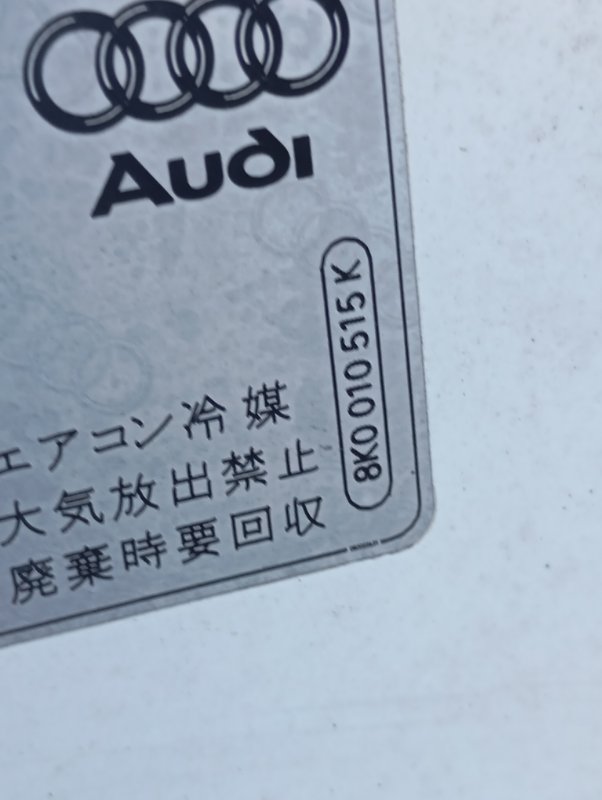 Audi
エアコン冷媒
大気放出禁止
廃棄時要回収
8K0 010 515 K